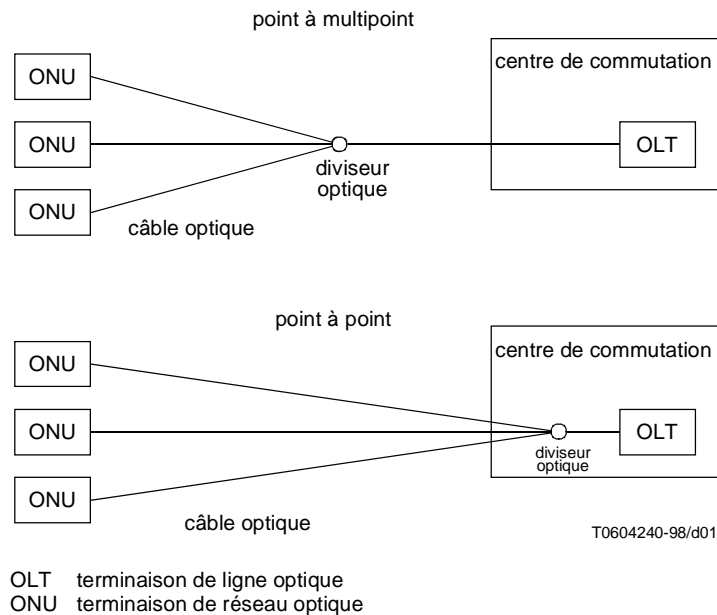 point à multipoint
centre de commutation
ONU
ONU
OLT
diviseur
optique
ONU
câble optique
point à point
centre de commutation
ONU
ONU
OLT
diviseur
optique
ONU
câble optique
T0604240-98/d01
OLT terminaison de ligne optique
ONU terminaison de réseau optique